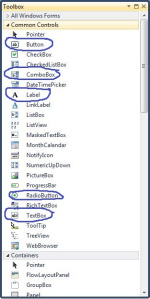 Toolbox
All Windows Forms
Common Controls
Pointer
Button
CheckBox
CheckedListBox
ComboBox
DateTimePicker
Label
LinkLabel
ListBox
ListView
MaskedTextBox
MonthCalendar
NotifyIcon
NumericUpDown
PictureBox
ProgressBar
RadioButton
RichTextBox
TextBox
ToolTip
TreeView
WebBrowser
Containers
Pointer
FlowLayoutPanel
GroupBox